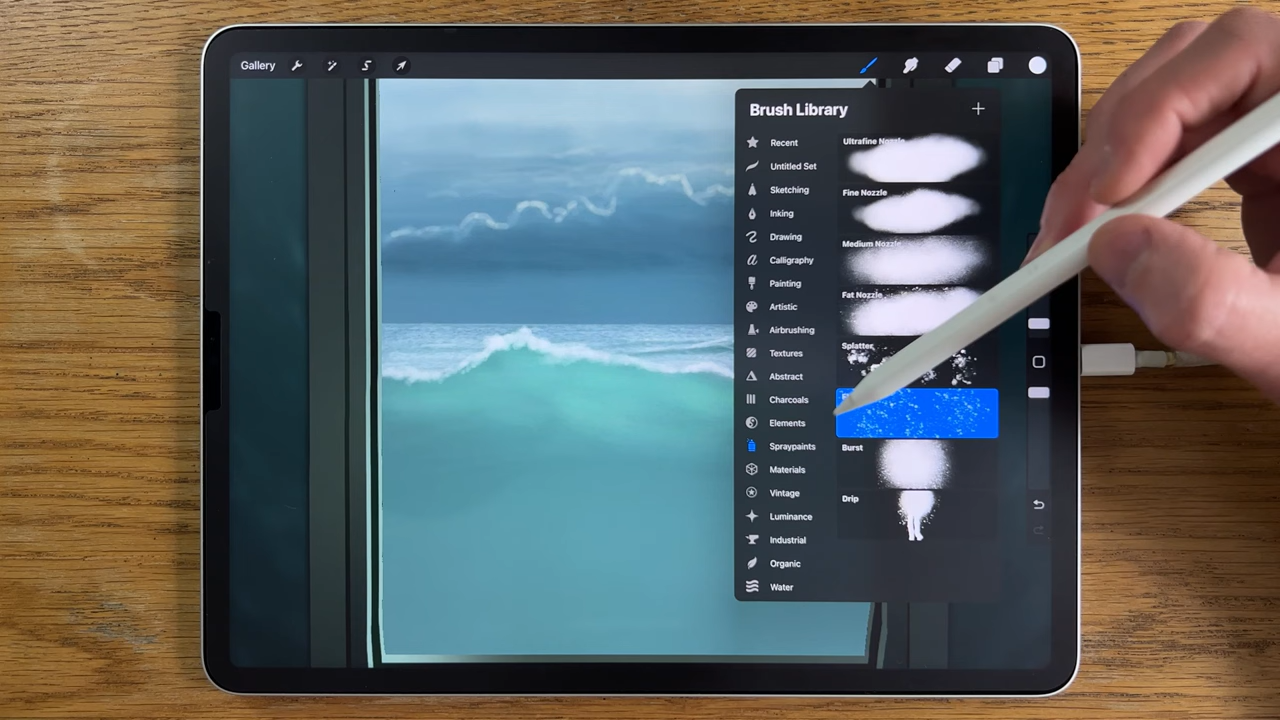 Gallery
Brush Library
Recent
Untitled Set
Sketching
Inking
Drawing
Calligraphy
Painting
Artistic
Airbrushing
Textures
Abstract
Charcoals
Elements
Spraypaints
Materials
Vintage
Luminance
Industrial
Organic
Water
Ultrafine Nozzle
Fine Nozzle
Medium Nozzle
Fat Nozzle
Splatter
Burst
Drip